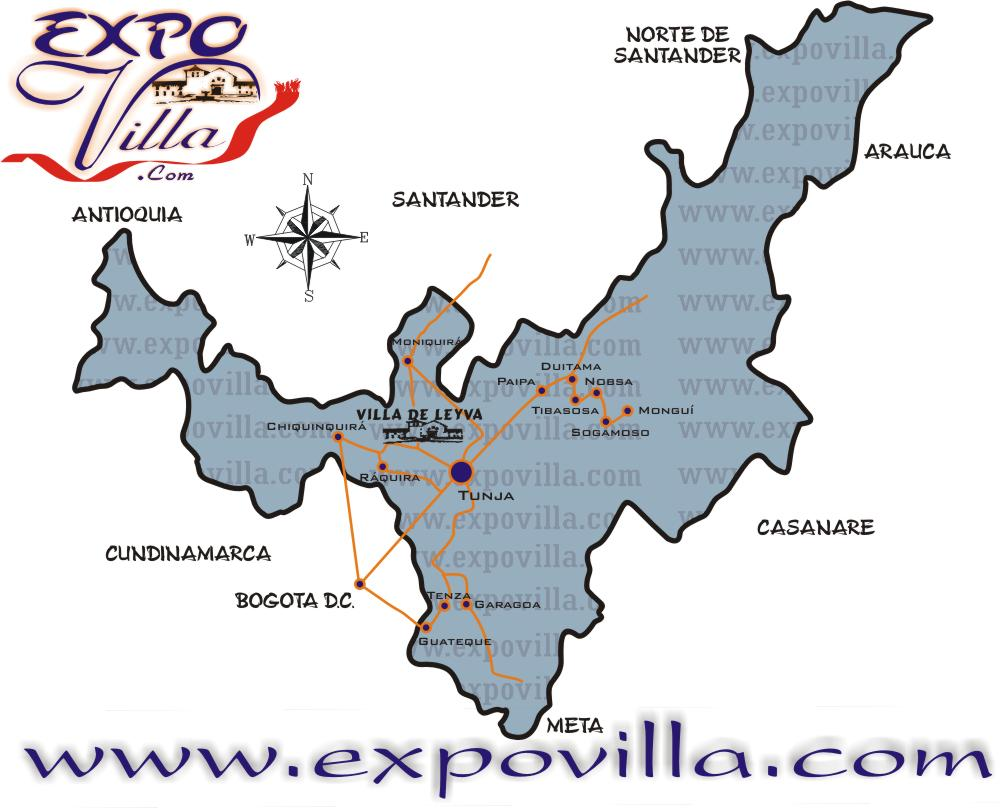 EXPO
Villa
.Com
NORTE DE
SANTANDER
ARAUCA
SANTANDER
ANTIOQUIA
N
W
E
S
MONIQUIRÁ
DUITAMA
PAIPA
NOBSA
TIBASOSA
MONGUÍ
SOGAMOSO
VILLA DE LEYVA
CHIQUINQUIRÁ
RÁQUIRA
TUNJA
CASANARE
CUNDINAMARCA
BOGOTA D.C.
TENZA
GARAGOA
GUATEQUE
META
www.expovilla.com